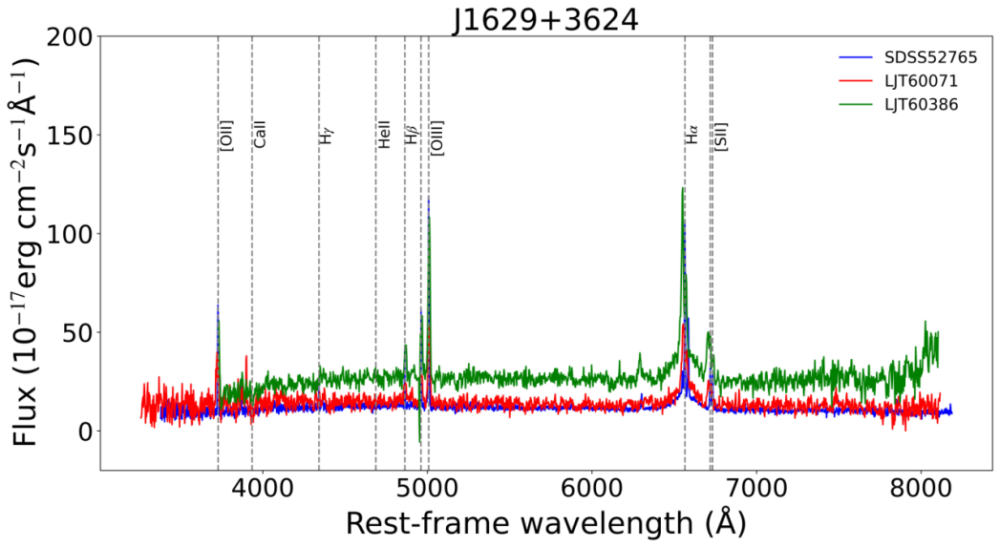 J1629+3624
Flux (10⁻¹⁷erg cm⁻²s⁻¹Å⁻¹)
200
150
100
50
0
[OII]
CaII
Hγ
HeII
Hβ
[OIII]
Hα
[SII]
SDSS52765
LJT60071
LJT60386
4000
5000
6000
7000
8000
Rest-frame wavelength (Å)